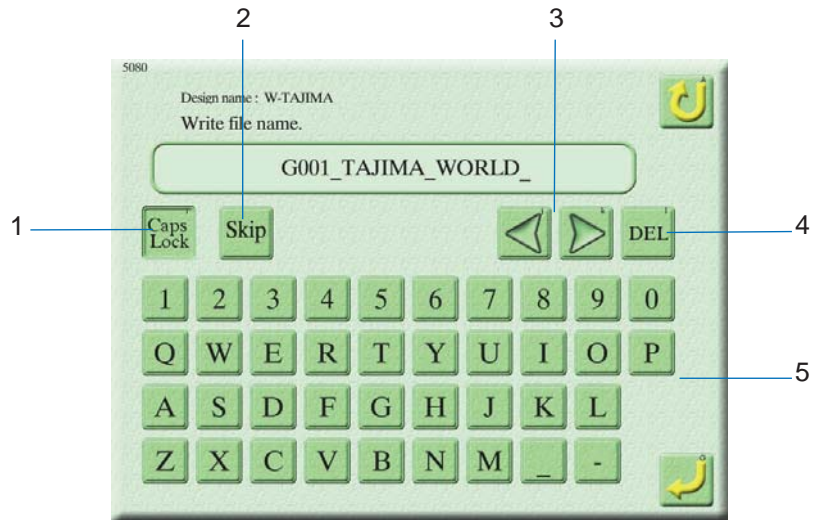 2 3
5080
Design name : W-TAJIMA
Write file name.
G001_TAJIMA_WORLD_
1 Caps Lock Skip DEL 4
1 2 3 4 5 6 7 8 9 0
Q W E R T Y U I O P
5
A S D F G H J K L
Z X C V B N M _ -